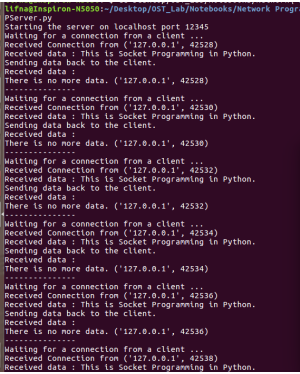 lifna@Inspiron-N5050:~/Desktop/OST_Lab/Notebooks/Network Progr
PServer.py
Starting the server on localhost port 12345
Waiting for a connection from a client ...
Received Connection from ('127.0.0.1', 42528)
Received data : This is Socket Programming in Python.
Sending data back to the client.
Received data :
There is no more data. ('127.0.0.1', 42528)
---------------
Waiting for a connection from a client ...
Received Connection from ('127.0.0.1', 42530)
Received data : This is Socket Programming in Python.
Sending data back to the client.
Received data :
There is no more data. ('127.0.0.1', 42530)
---------------
Waiting for a connection from a client ...
Received Connection from ('127.0.0.1', 42532)
Received data : This is Socket Programming in Python.
Sending data back to the client.
Received data :
There is no more data. ('127.0.0.1', 42532)
---------------
Waiting for a connection from a client ...
Received Connection from ('127.0.0.1', 42534)
Received data : This is Socket Programming in Python.
Sending data back to the client.
Received data :
There is no more data. ('127.0.0.1', 42534)
---------------
Waiting for a connection from a client ...
Received Connection from ('127.0.0.1', 42536)
Received data : This is Socket Programming in Python.
Sending data back to the client.
Received data :
There is no more data. ('127.0.0.1', 42536)
---------------
Waiting for a connection from a client ...
Received Connection from ('127.0.0.1', 42538)
Received data : This is Socket Programming in Python.